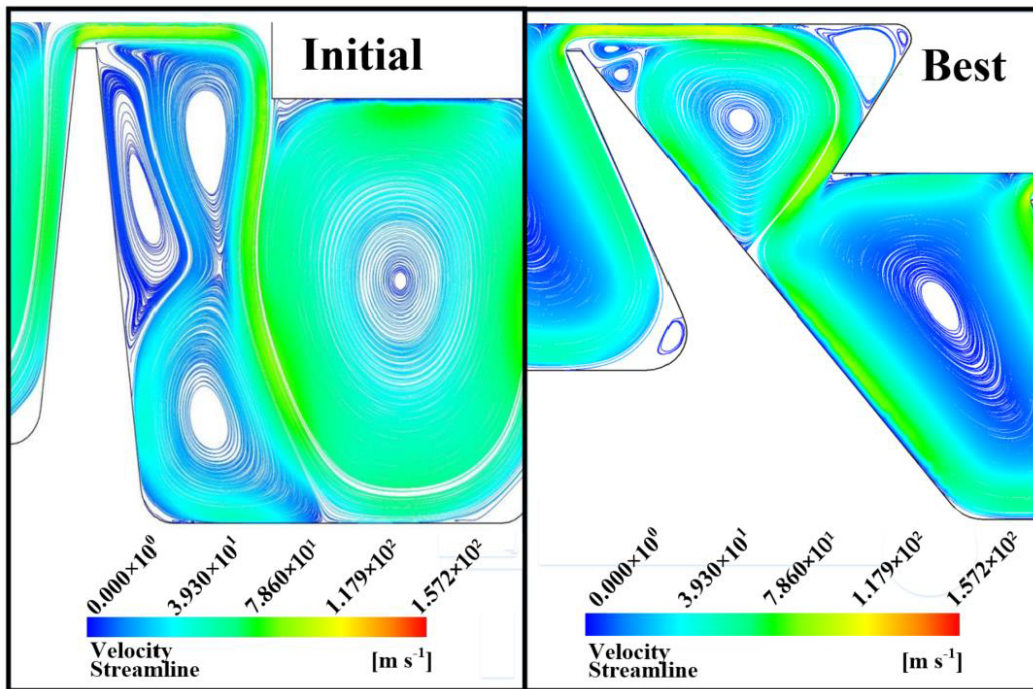 Initial
0.000×10⁰
3.930×10¹
7.860×10¹
1.179×10²
1.572×10²
Velocity
Streamline
[m s⁻¹]
Best
0.000×10⁰
3.930×10¹
7.860×10¹
1.179×10²
1.572×10²
Velocity
Streamline
[m s⁻¹]